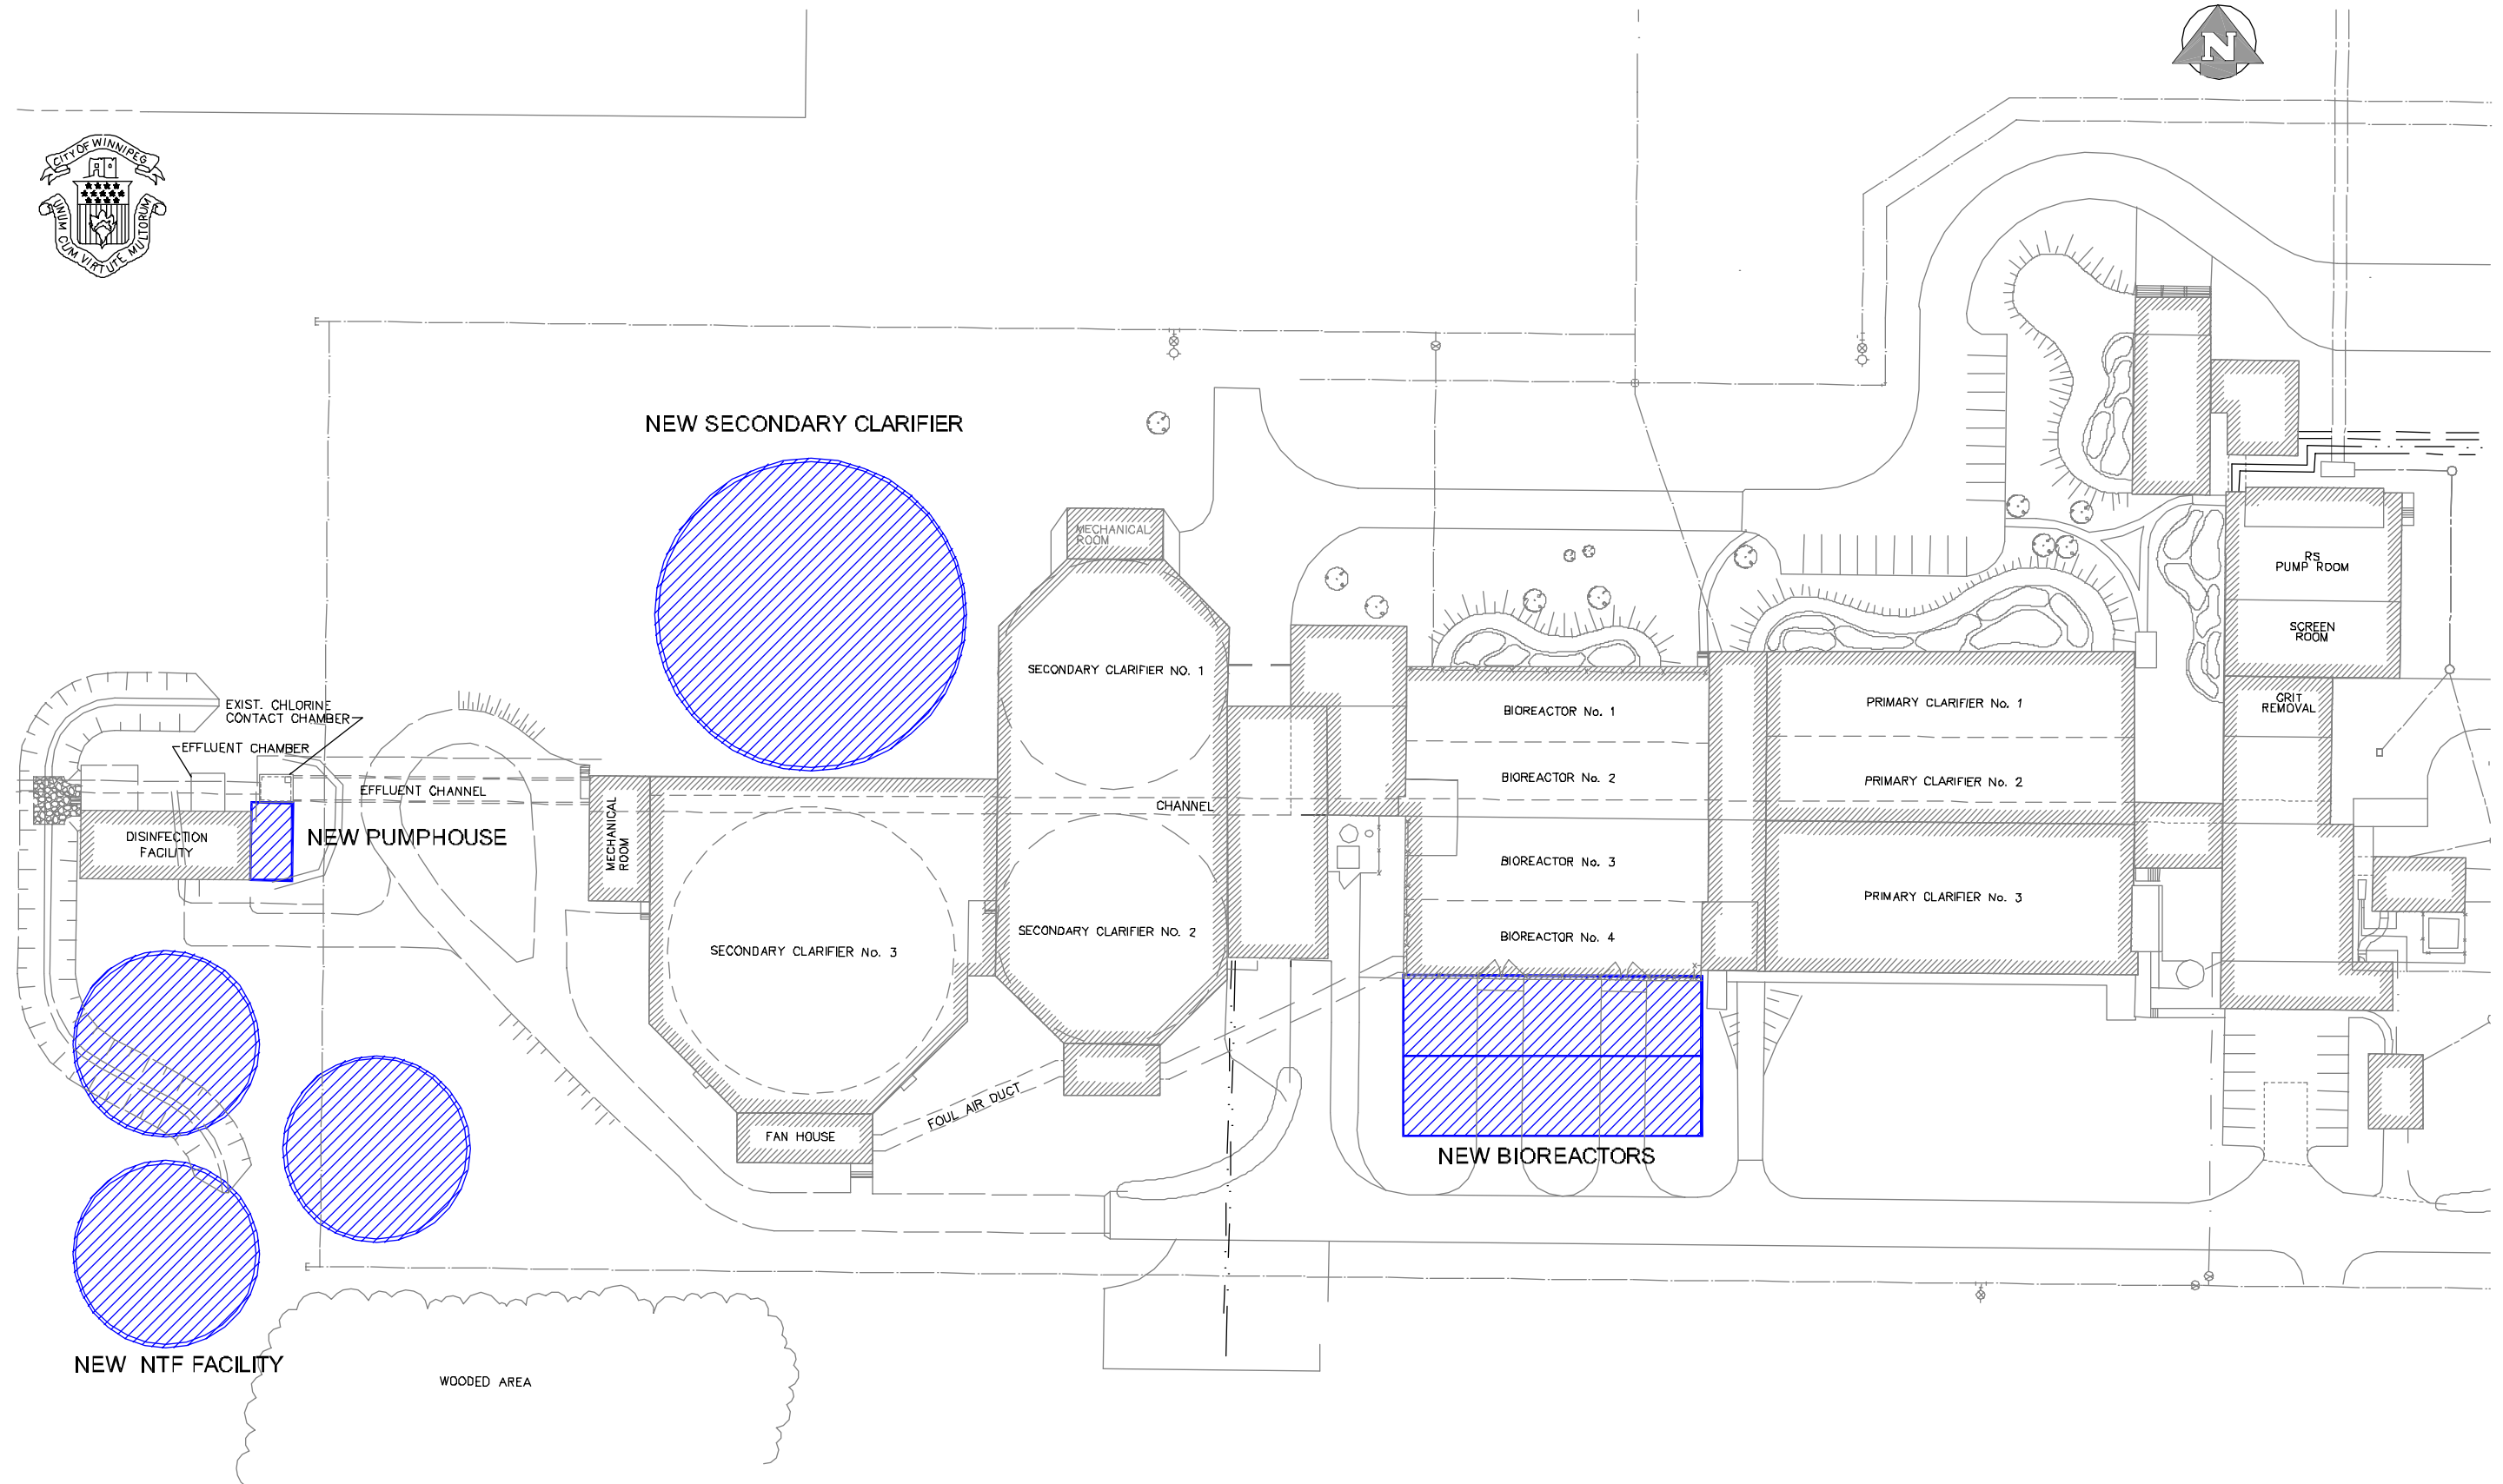 N
CITY OF WINNIPEG
UNUM CUM VIRTUTE MULTORUM
NEW SECONDARY CLARIFIER
MECHANICAL
ROOM
RS
PUMP ROOM
SCREEN
ROOM
SECONDARY CLARIFIER NO. 1
EXIST. CHLORINE
CONTACT CHAMBER
GRIT
REMOVAL
BIOREACTOR No. 1
PRIMARY CLARIFIER No. 1
EFFLUENT CHAMBER
BIOREACTOR No. 2
PRIMARY CLARIFIER No. 2
EFFLUENT CHANNEL
CHANNEL
MECHANICAL
ROOM
DISINFECTION
FACILITY
NEW PUMPHOUSE
BIOREACTOR No. 3
PRIMARY CLARIFIER No. 3
SECONDARY CLARIFIER No. 3
SECONDARY CLARIFIER NO. 2
BIOREACTOR No. 4
FOUL AIR DUCT
FAN HOUSE
NEW BIOREACTORS
NEW NTF FACILITY
WOODED AREA